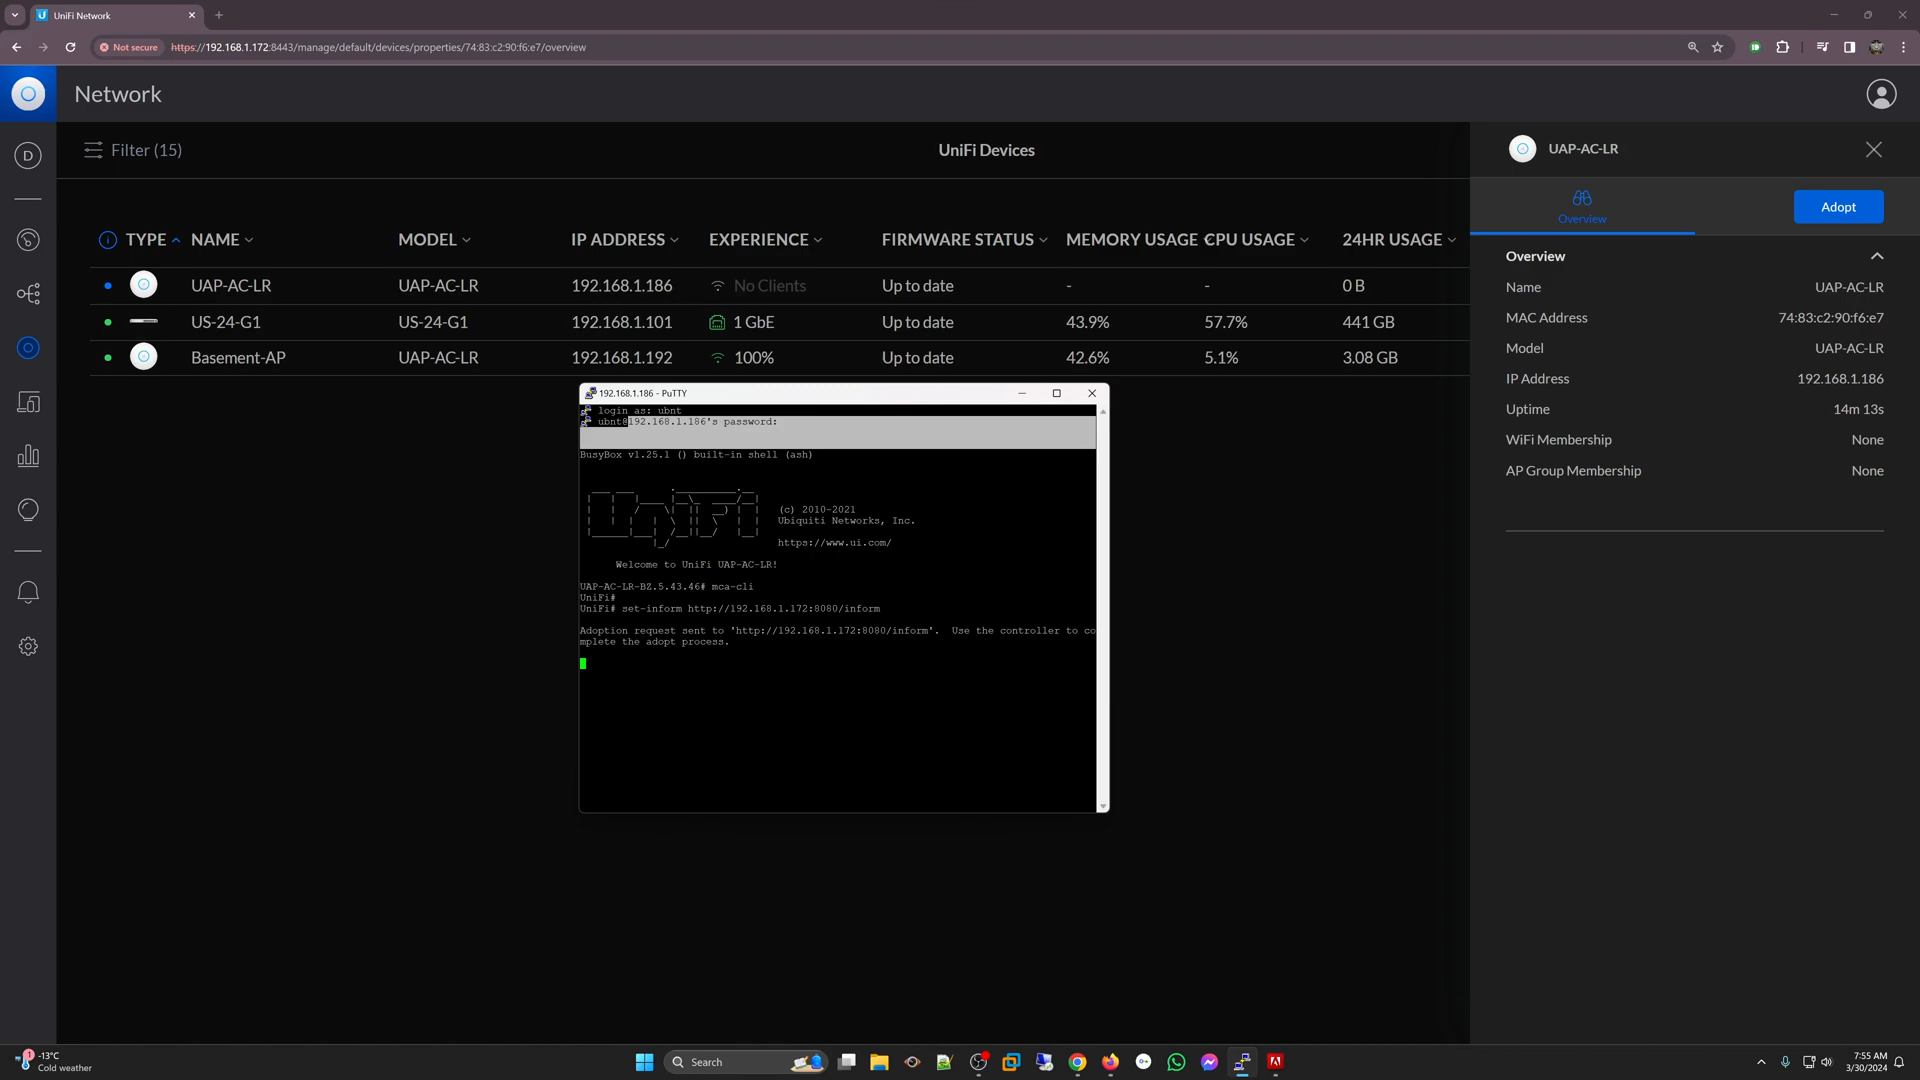 UniFi Network
Not secure
https://192.168.1.172:8443/manage/default/devices/properties/74:83:c2:90:f6:e7/overview
Network
D
Filter (15)
UniFi Devices
TYPE NAME MODEL IP ADDRESS EXPERIENCE FIRMWARE STATUS MEMORY USAGE CPU USAGE 24HR USAGE
UAP-AC-LR UAP-AC-LR 192.168.1.186 No Clients Up to date - - 0 B
US-24-G1 US-24-G1 192.168.1.101 1 GbE Up to date 43.9% 57.7% 441 GB
Basement-AP UAP-AC-LR 192.168.1.192 100% Up to date 42.6% 5.1% 3.08 GB
UAP-AC-LR
Overview
Adopt
Overview
Name UAP-AC-LR
MAC Address 74:83:c2:90:f6:e7
Model UAP-AC-LR
IP Address 192.168.1.186
Uptime 14m 13s
WiFi Membership None
AP Group Membership None
192.168.1.186 - PuTTY
login as: ubnt
ubnt@192.168.1.186's password:
BusyBox v1.25.1 () built-in shell (ash)
UniFi
(c) 2010-2021
Ubiquiti Networks, Inc.
https://www.ui.com/
Welcome to UniFi UAP-AC-LR!
UAP-AC-LR-BZ.5.43.46# mca-cli
UniFi#
UniFi# set-inform http://192.168.1.172:8080/inform
Adoption request sent to 'http://192.168.1.172:8080/inform'.  Use the controller to co
mplete the adopt process.
1
-13°C
Cold weather
Search
7:55 AM
3/30/2024